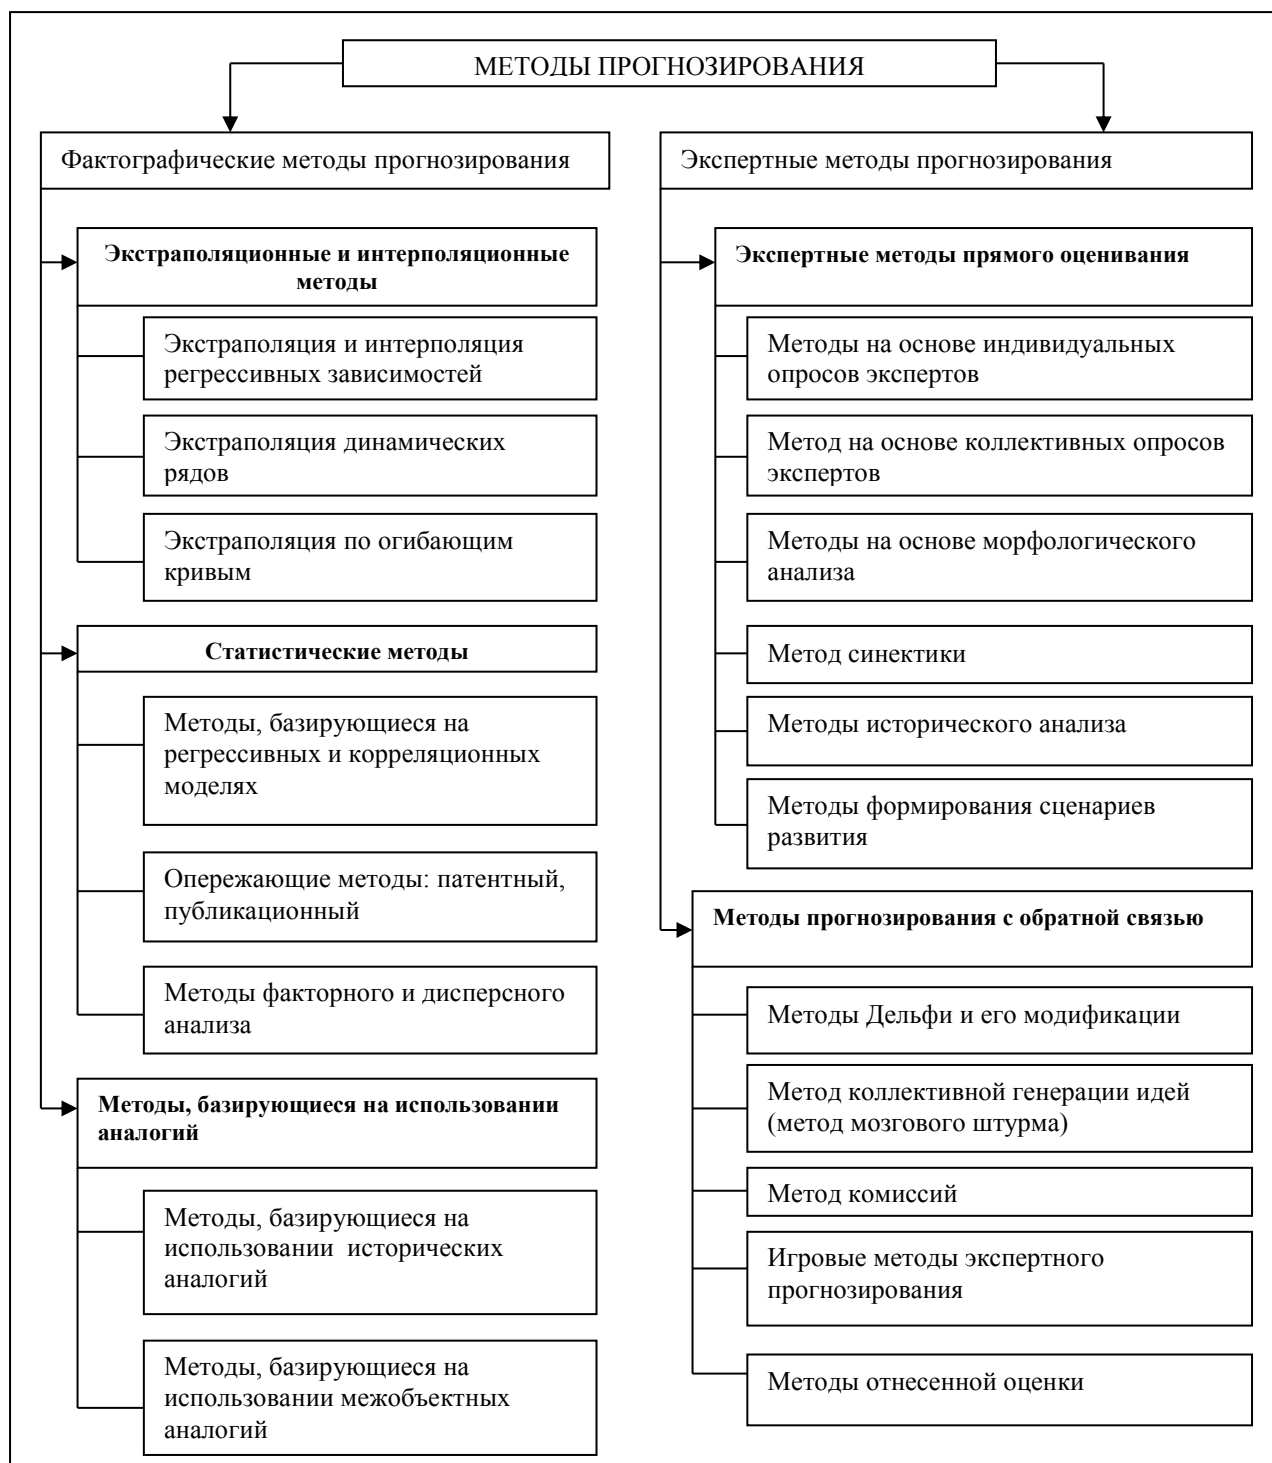 МЕТОДЫ ПРОГНОЗИРОВАНИЯ
Фактографические методы прогнозирования
Экстраполяционные и интерполяционные
методы
Экстраполяция и интерполяция
регрессивных зависимостей
Экстраполяция динамических
рядов
Экстраполяция по огибающим
кривым
Статистические методы
Методы, базирующиеся на
регрессивных и корреляционных
моделях
Опережающие методы: патентный,
публикационный
Методы факторного и дисперсного
анализа
Методы, базирующиеся на использовании
аналогий
Методы, базирующиеся на
использовании исторических
аналогий
Методы, базирующиеся на
использовании межобъектных
аналогий
Экспертные методы прогнозирования
Экспертные методы прямого оценивания
Методы на основе индивидуальных
опросов экспертов
Метод на основе коллективных опросов
экспертов
Методы на основе морфологического
анализа
Метод синектики
Методы исторического анализа
Методы формирования сценариев
развития
Методы прогнозирования с обратной связью
Методы Дельфи и его модификации
Метод коллективной генерации идей
(метод мозгового штурма)
Метод комиссий
Игровые методы экспертного
прогнозирования
Методы отнесенной оценки